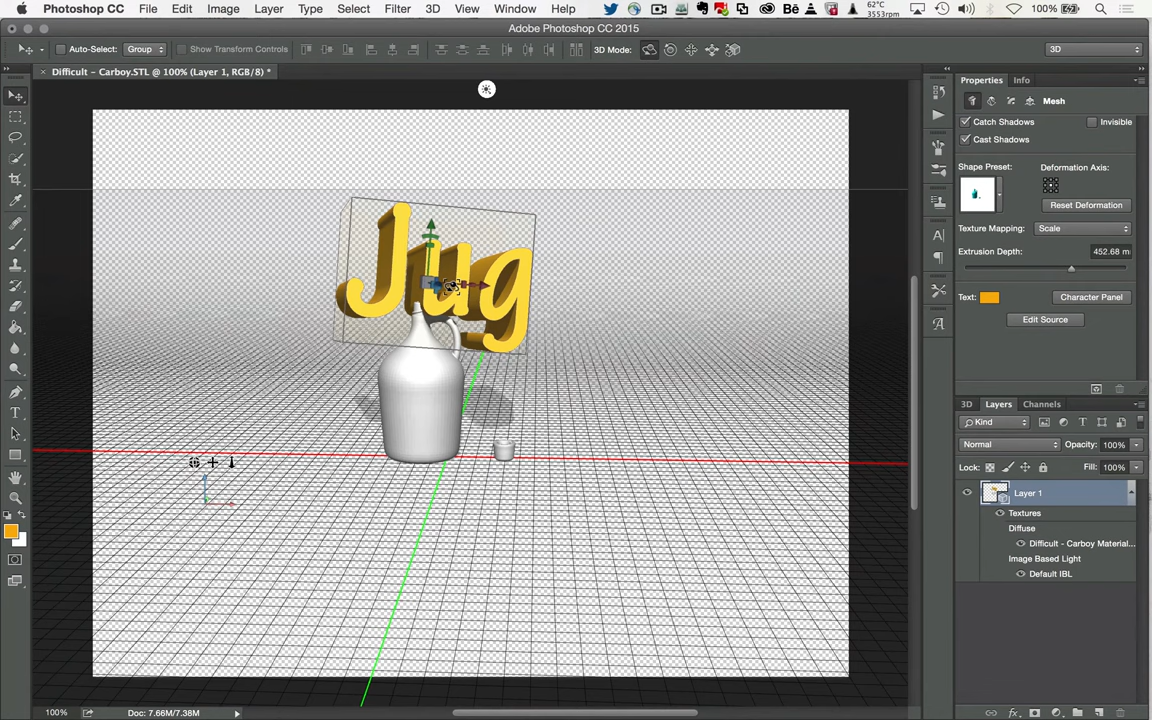 Photoshop CC File Edit Image Layer Type Select Filter 3D View Window Help 62°C 3553rpm 100%
Adobe Photoshop CC 2015
Auto-Select: Group Show Transform Controls 3D Mode: 3D
× Difficult - Carboy.STL @ 100% (Layer 1, RGB/8) *
Properties Info
Mesh
Catch Shadows Invisible
Cast Shadows
Shape Preset: Deformation Axis:
Reset Deformation
Texture Mapping: Scale
Extrusion Depth: 452.68 m
Text: Character Panel
Edit Source
Jug
3D Layers Channels
Kind
Normal Opacity: 100%
Lock: Fill: 100%
Layer 1
Textures
Diffuse
Difficult - Carboy Material...
Image Based Light
Default IBL
100% Doc: 7.66M/7.38M